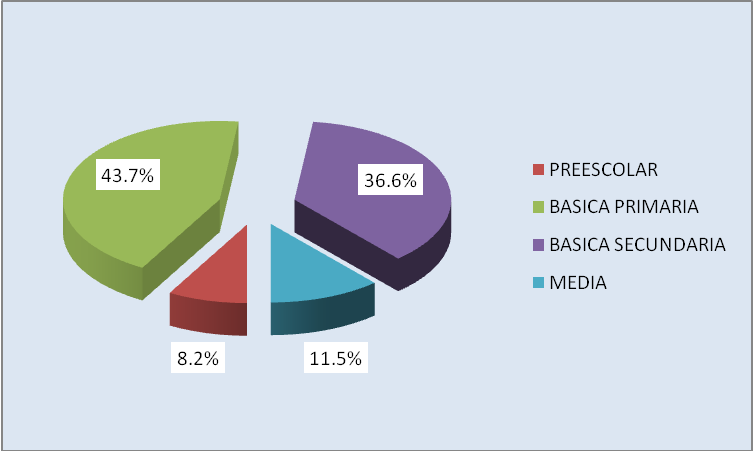 43.7%
36.6%
8.2%
11.5%
PREESCOLAR
BASICA PRIMARIA
BASICA SECUNDARIA
MEDIA